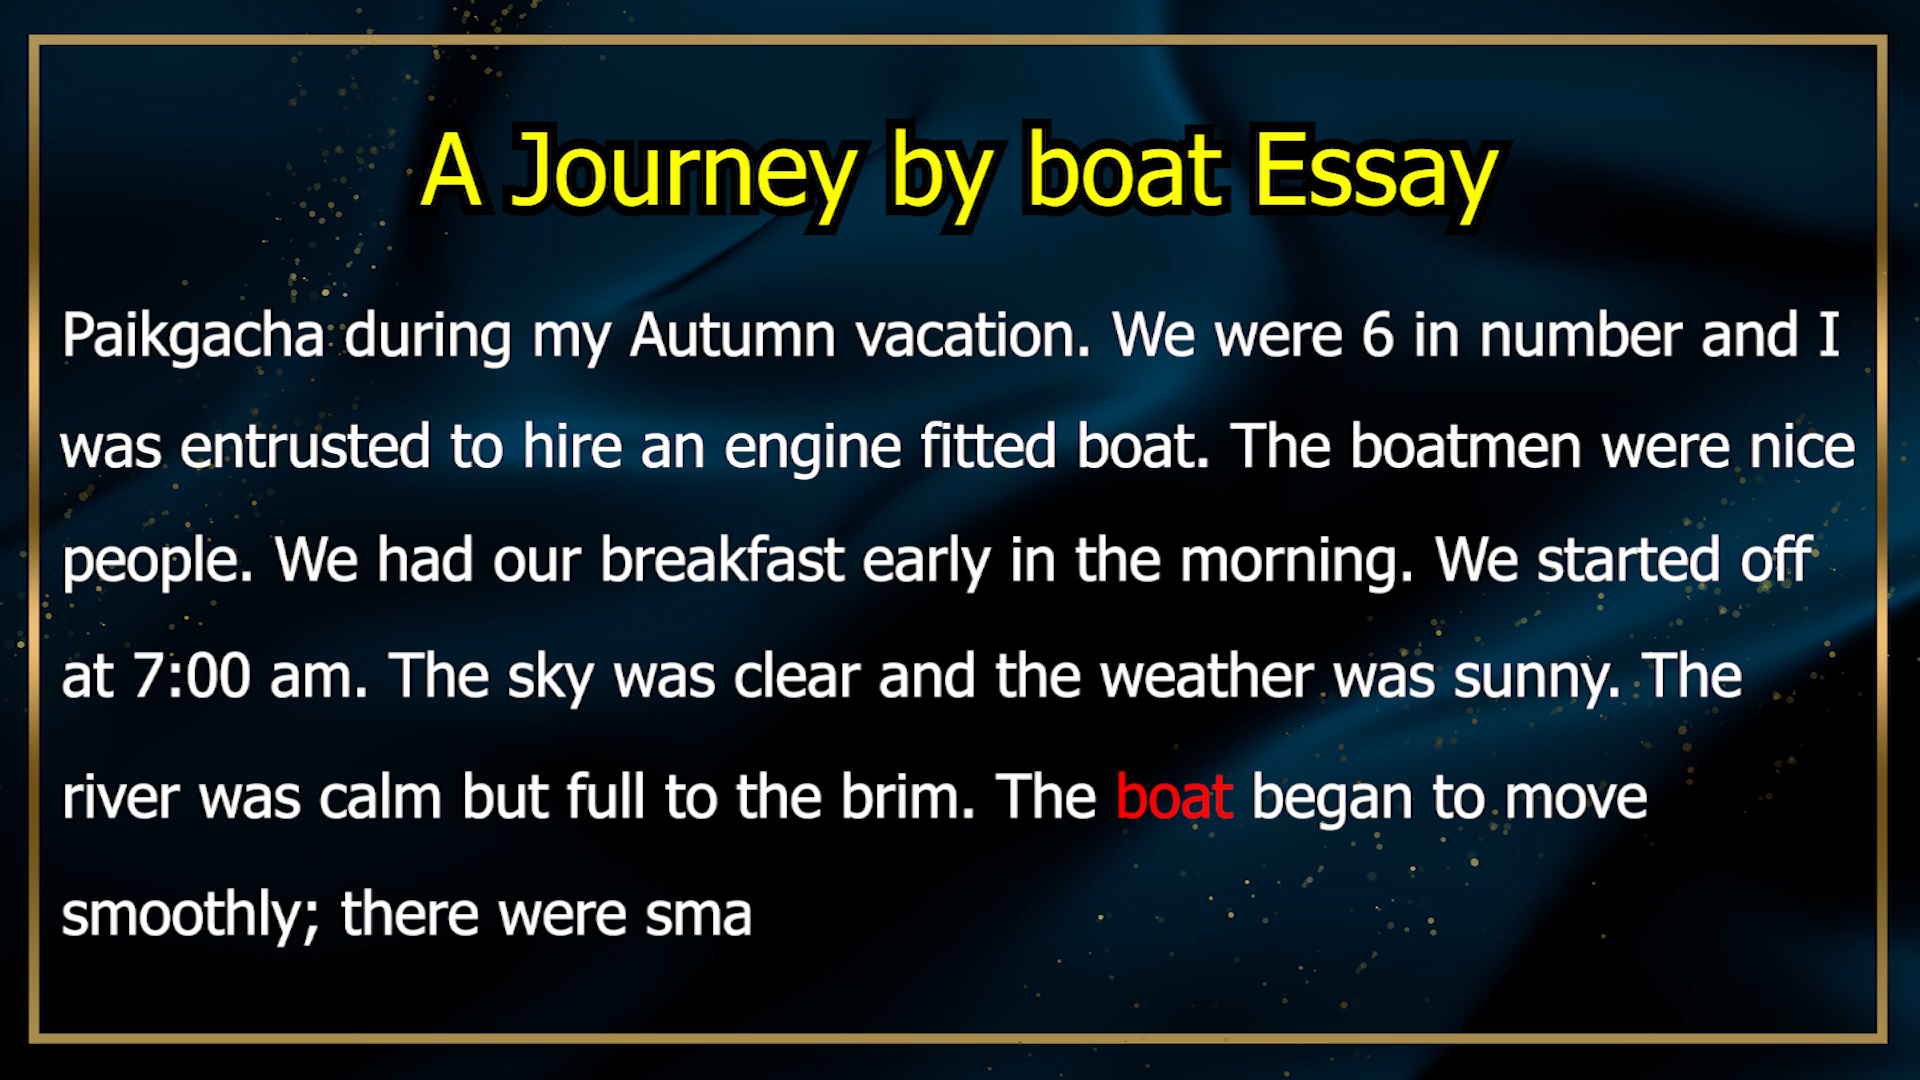 A Journey by boat Essay
Paikgacha during my Autumn vacation. We were 6 in number and I
was entrusted to hire an engine fitted boat. The boatmen were nice
people. We had our breakfast early in the morning. We started off
at 7:00 am. The sky was clear and the weather was sunny. The
river was calm but full to the brim. The boat began to move
smoothly; there were sma